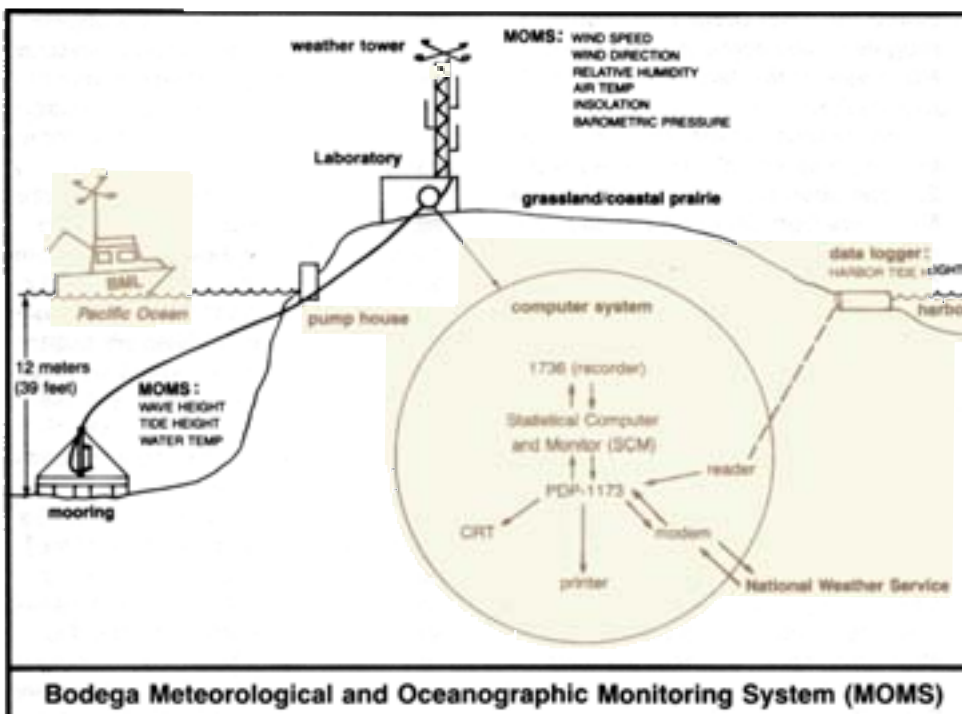 weather tower
MOMS: WIND SPEED
WIND DIRECTION
RELATIVE HUMIDITY
AIR TEMP
INSOLATION
BAROMETRIC PRESSURE
Laboratory
grassland/coastal prairie
BML
Pacific Ocean
pump house
data logger:
HARBOR TIDE HEIGHT
computer system
12 meters
(39 feet)
MOMS:
WAVE HEIGHT
TIDE HEIGHT
WATER TEMP
mooring
1736 (recorder)
Statistical Computer
and Monitor (SCM)
reader
PDP-1173
CRT
modem
printer
National Weather Service
Bodega Meteorological and Oceanographic Monitoring System (MOMS)